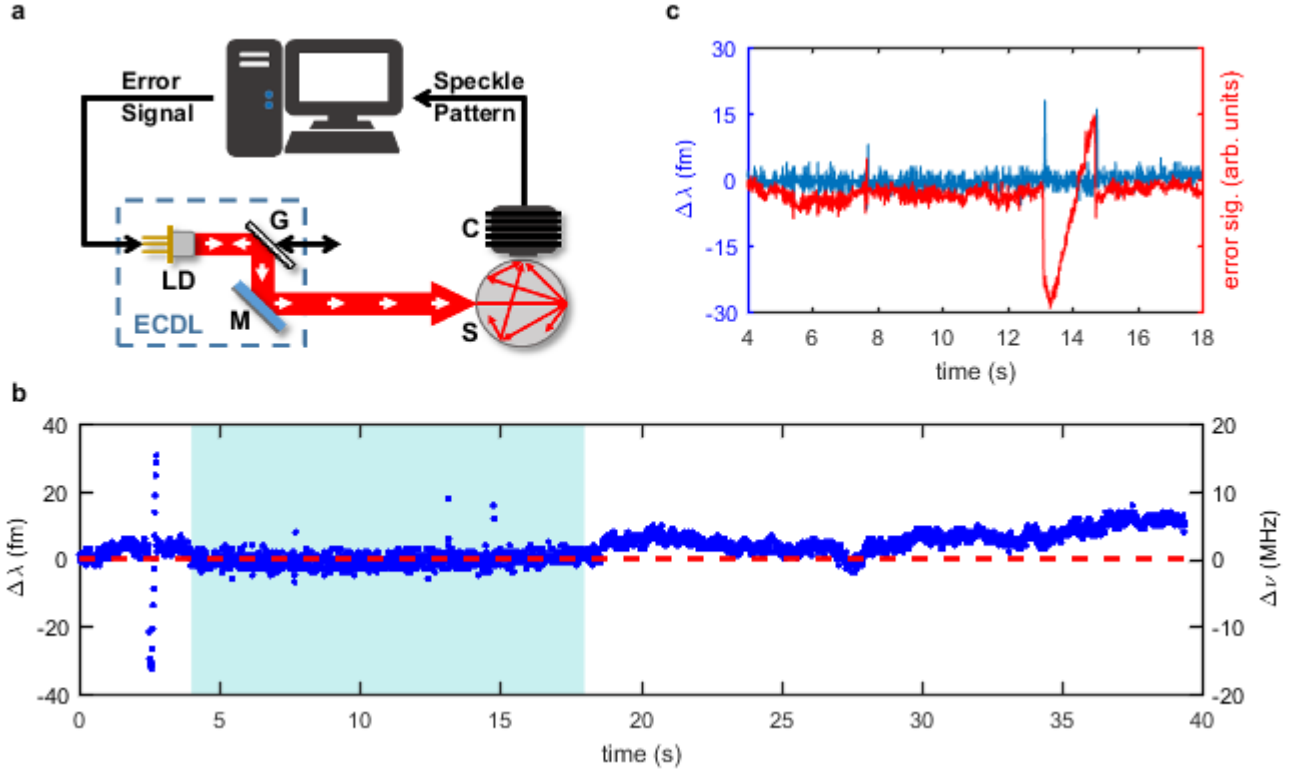 a
Error
Signal
Speckle
Pattern
G
C
LD
M
S
ECDL
c
30
15
0
-15
-30
Δλ (fm)
error sig. (arb. units)
4 6 8 10 12 14 16 18
time (s)
b
40
20
0
-20
-40
Δλ (fm)
20
10
0
-10
-20
Δν (MHz)
0 5 10 15 20 25 30 35 40
time (s)